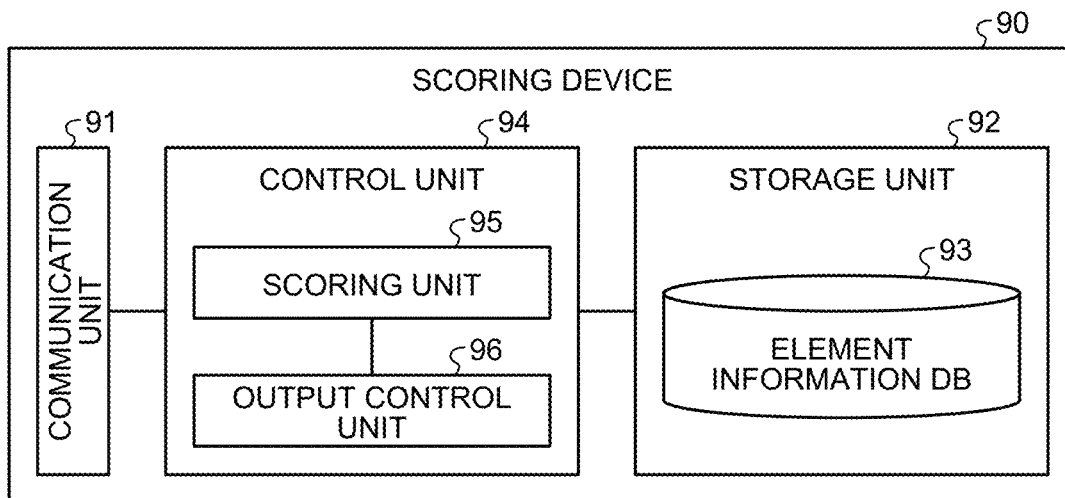 90
SCORING DEVICE
91
COMMUNICATION
UNIT
94
CONTROL UNIT
95
SCORING UNIT
96
OUTPUT CONTROL
UNIT
92
STORAGE UNIT
93
ELEMENT
INFORMATION DB